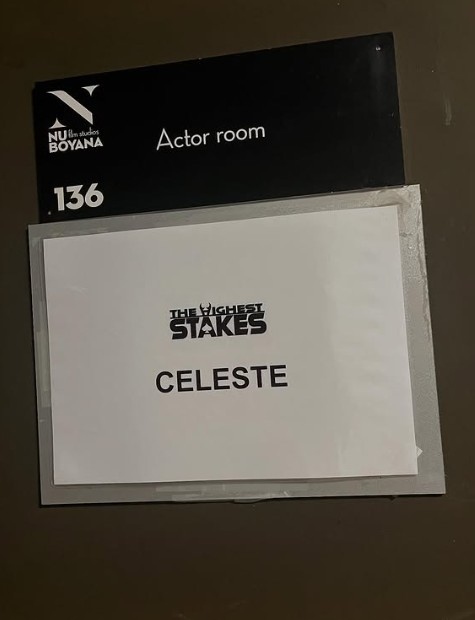 NU film studios
BOYANA
Actor room
136
THE HIGHEST
STAKES
CELESTE